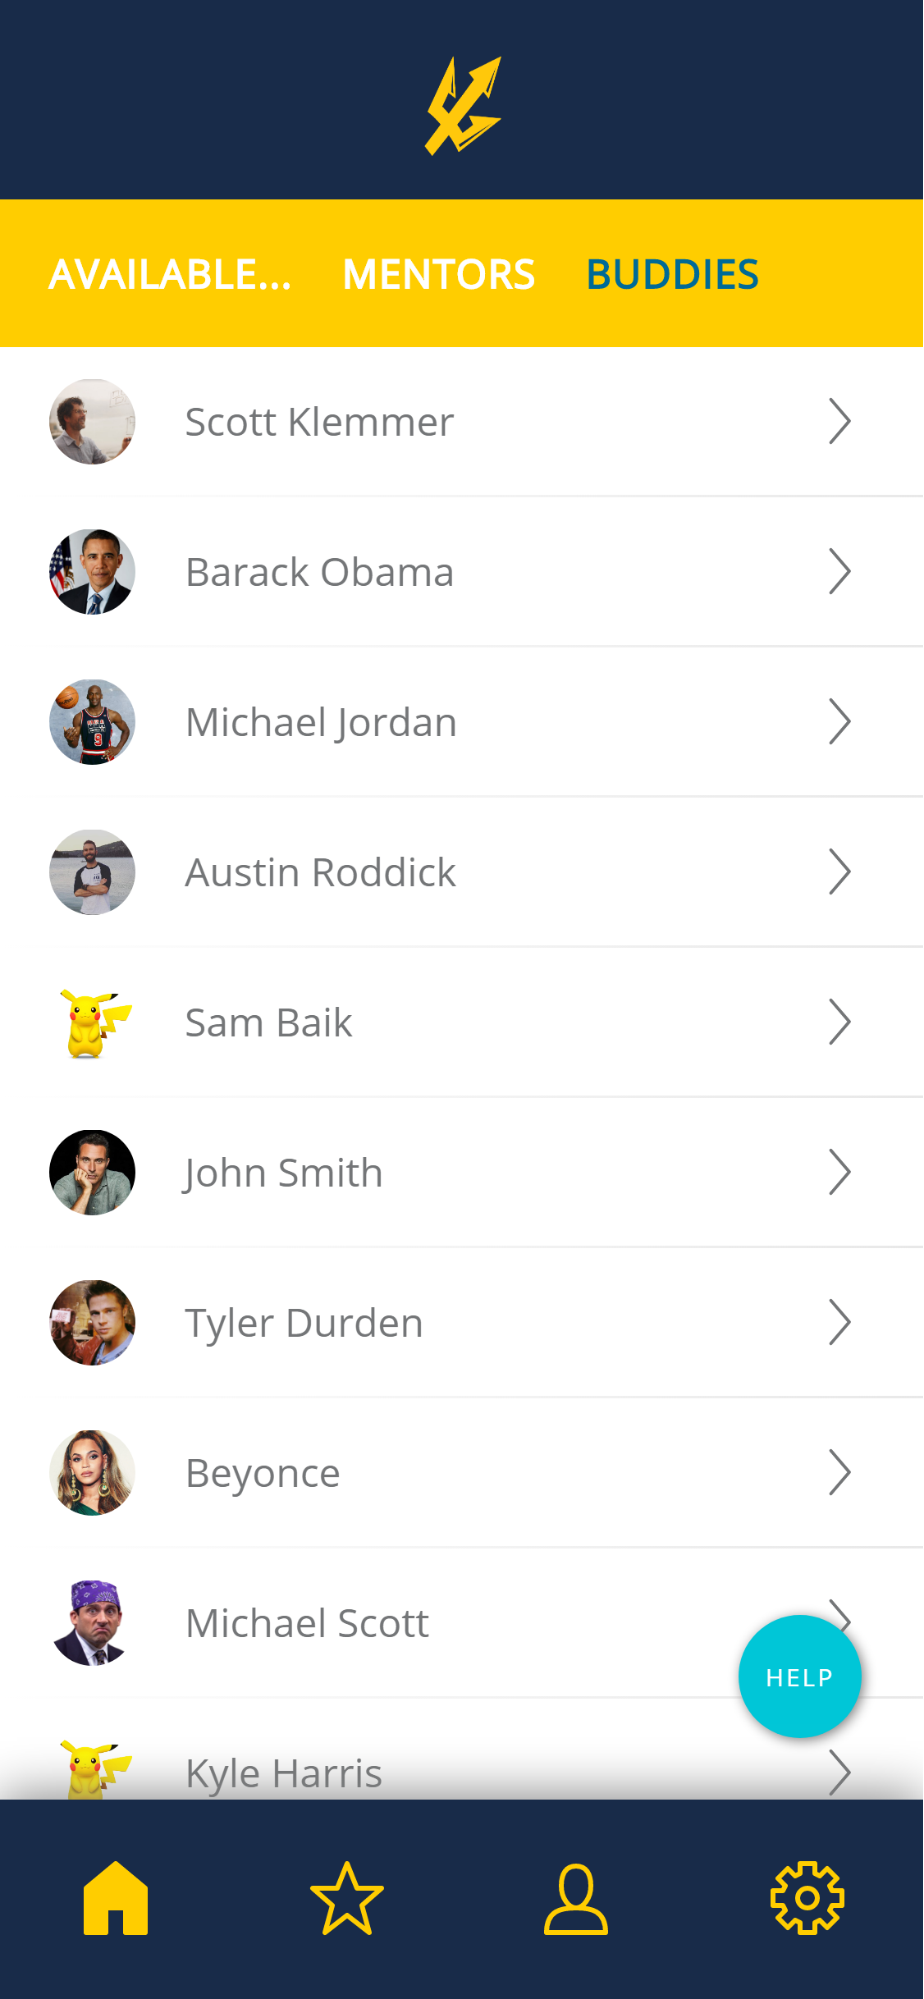 AVAILABLE... MENTORS BUDDIES
Scott Klemmer
Barack Obama
Michael Jordan
Austin Roddick
Sam Baik
John Smith
Tyler Durden
Beyonce
Michael Scott
HELP
Kyle Harris